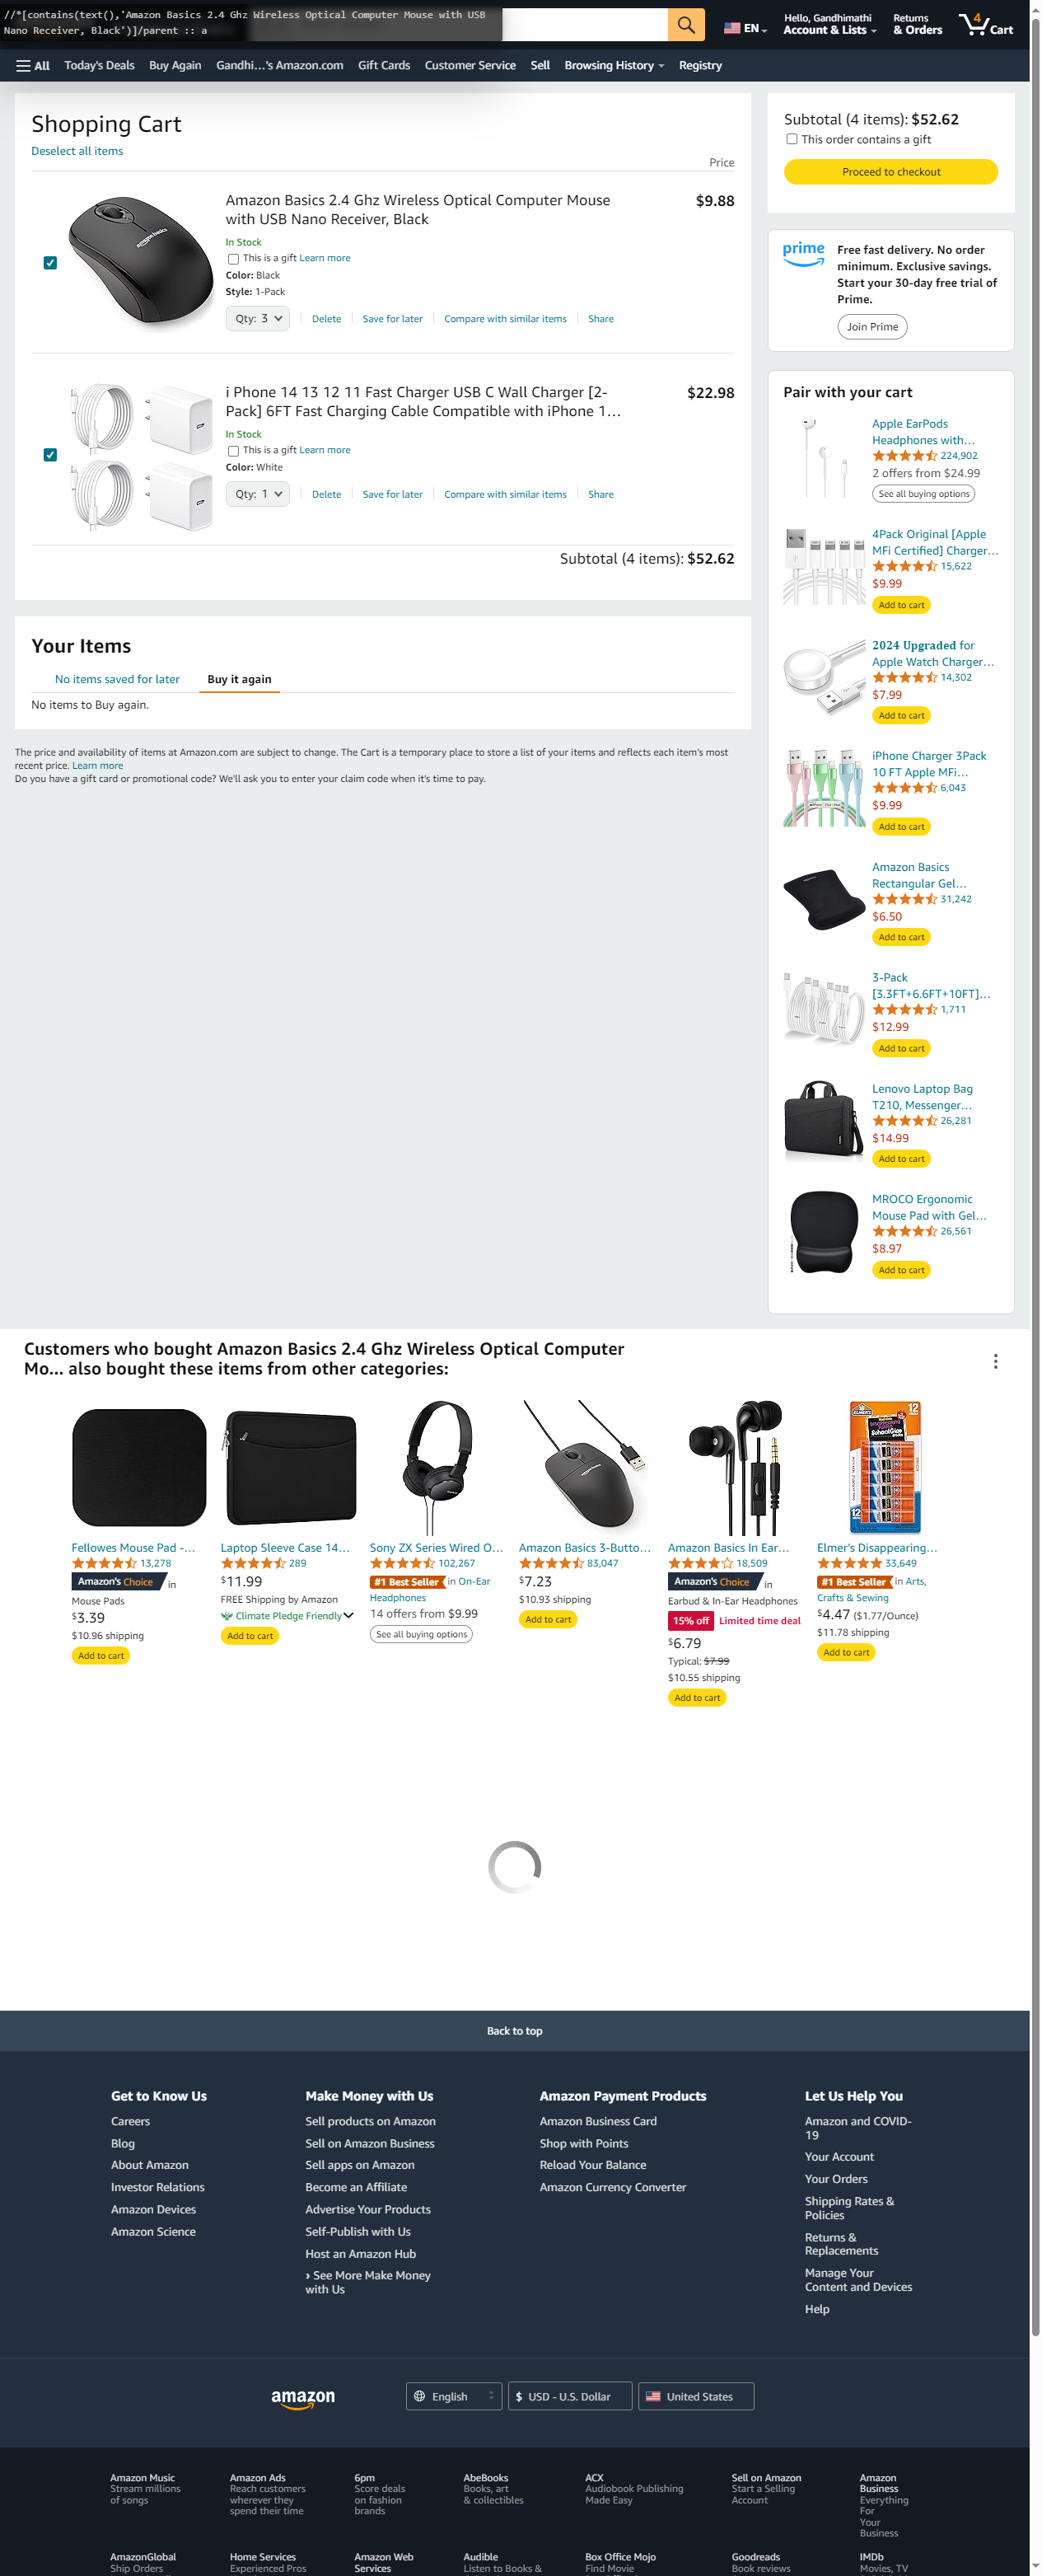 //*[contains(text(),'Amazon Basics 2.4 Ghz Wireless Optical Computer Mouse with USB
Nano Receiver, Black')]/parent :: a
EN
Hello, Gandhimathi
Account & Lists
Returns
& Orders
4
Cart
All
Today's Deals
Buy Again
Gandhi...'s Amazon.com
Gift Cards
Customer Service
Sell
Browsing History
Registry
Shopping Cart
Deselect all items
Price
Amazon Basics 2.4 Ghz Wireless Optical Computer Mouse
with USB Nano Receiver, Black
$9.88
In Stock
This is a gift Learn more
Color: Black
Style: 1-Pack
Qty: 3
Delete
Save for later
Compare with similar items
Share
i Phone 14 13 12 11 Fast Charger USB C Wall Charger [2-
Pack] 6FT Fast Charging Cable Compatible with iPhone 1...
$22.98
In Stock
This is a gift Learn more
Color: White
Qty: 1
Delete
Save for later
Compare with similar items
Share
Subtotal (4 items): $52.62
Your Items
No items saved for later
Buy it again
No items to Buy again.
The price and availability of items at Amazon.com are subject to change. The Cart is a temporary place to store a list of your items and reflects each item's most
recent price. Learn more
Do you have a gift card or promotional code? We'll ask you to enter your claim code when it's time to pay.
Subtotal (4 items): $52.62
This order contains a gift
Proceed to checkout
prime
Free fast delivery. No order
minimum. Exclusive savings.
Start your 30-day free trial of
Prime.
Join Prime
Pair with your cart
Apple EarPods
Headphones with...
224,902
2 offers from $24.99
See all buying options
4Pack Original [Apple
MFi Certified] Charger...
15,622
$9.99
Add to cart
2024 Upgraded for
Apple Watch Charger...
14,302
$7.99
Add to cart
iPhone Charger 3Pack
10 FT Apple MFi...
6,043
$9.99
Add to cart
Amazon Basics
Rectangular Gel...
31,242
$6.50
Add to cart
3-Pack
[3.3FT+6.6FT+10FT]...
1,711
$12.99
Add to cart
Lenovo Laptop Bag
T210, Messenger...
26,281
$14.99
Add to cart
MROCO Ergonomic
Mouse Pad with Gel...
26,561
$8.97
Add to cart
Customers who bought Amazon Basics 2.4 Ghz Wireless Optical Computer
Mo... also bought these items from other categories:
Fellowes Mouse Pad -...
13,278
Amazon's Choice in
Mouse Pads
$3.39
$10.96 shipping
Add to cart
Laptop Sleeve Case 14...
289
$11.99
FREE Shipping by Amazon
Climate Pledge Friendly
Add to cart
Sony ZX Series Wired O...
102,267
#1 Best Seller in On-Ear
Headphones
14 offers from $9.99
See all buying options
Amazon Basics 3-Butto...
83,047
$7.23
$10.93 shipping
Add to cart
Amazon Basics In Ear...
18,509
Amazon's Choice in
Earbud & In-Ear Headphones
15% off Limited time deal
$6.79
Typical: $7.99
$10.55 shipping
Add to cart
Elmer's Disappearing...
33,649
#1 Best Seller in Arts,
Crafts & Sewing
$4.47 ($1.77/Ounce)
$11.78 shipping
Add to cart
Back to top
Get to Know Us
Careers
Blog
About Amazon
Investor Relations
Amazon Devices
Amazon Science
Make Money with Us
Sell products on Amazon
Sell on Amazon Business
Sell apps on Amazon
Become an Affiliate
Advertise Your Products
Self-Publish with Us
Host an Amazon Hub
› See More Make Money
with Us
Amazon Payment Products
Amazon Business Card
Shop with Points
Reload Your Balance
Amazon Currency Converter
Let Us Help You
Amazon and COVID-
19
Your Account
Your Orders
Shipping Rates &
Policies
Returns &
Replacements
Manage Your
Content and Devices
Help
amazon
English
$ USD - U.S. Dollar
United States
Amazon Music
Stream millions
of songs
Amazon Ads
Reach customers
wherever they
spend their time
6pm
Score deals
on fashion
brands
AbeBooks
Books, art
& collectibles
ACX
Audiobook Publishing
Made Easy
Sell on Amazon
Start a Selling
Account
Amazon
Business
Everything
For
Your
Business
AmazonGlobal
Ship Orders
Home Services
Experienced Pros
Amazon Web
Services
Audible
Listen to Books &
Box Office Mojo
Find Movie
Goodreads
Book reviews
IMDb
Movies, TV